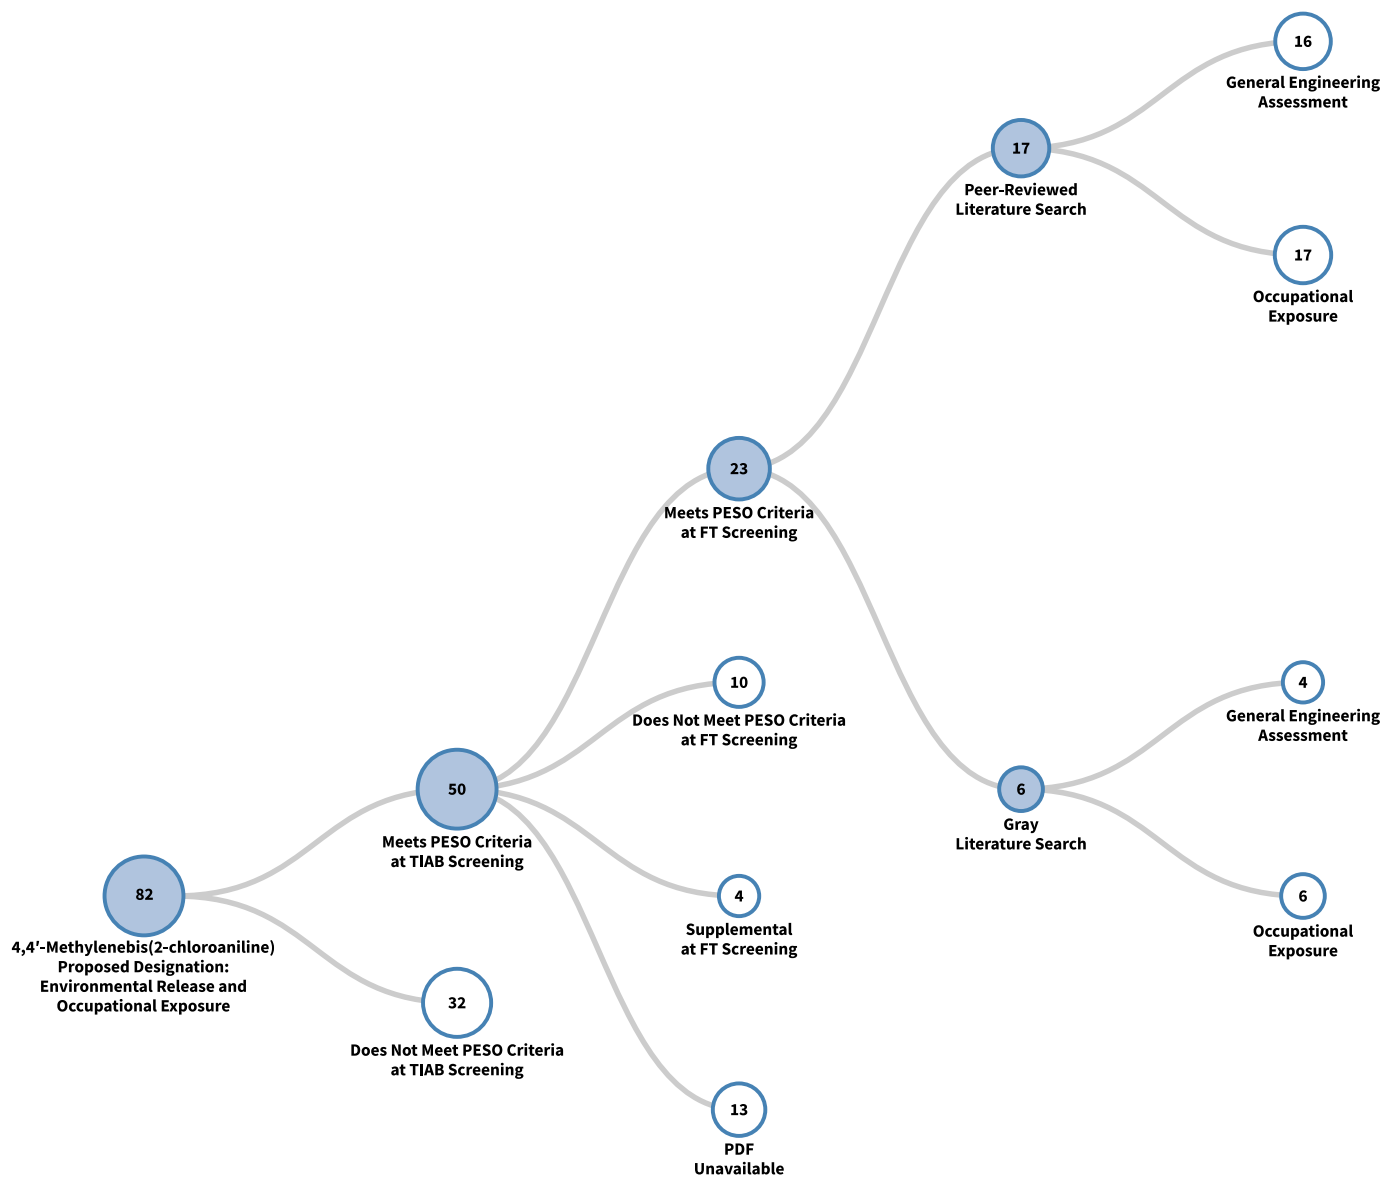 16
General Engineering
Assessment
17
Peer-Reviewed
Literature Search
17
Occupational
Exposure
23
Meets PESO Criteria
at FT Screening
10
Does Not Meet PESO Criteria
at FT Screening
4
General Engineering
Assessment
50
Meets PESO Criteria
at TIAB Screening
6
Gray
Literature Search
82
4,4′-Methylenebis(2-chloroaniline)
Proposed Designation:
Environmental Release and
Occupational Exposure
4
Supplemental
at FT Screening
6
Occupational
Exposure
32
Does Not Meet PESO Criteria
at TIAB Screening
13
PDF
Unavailable